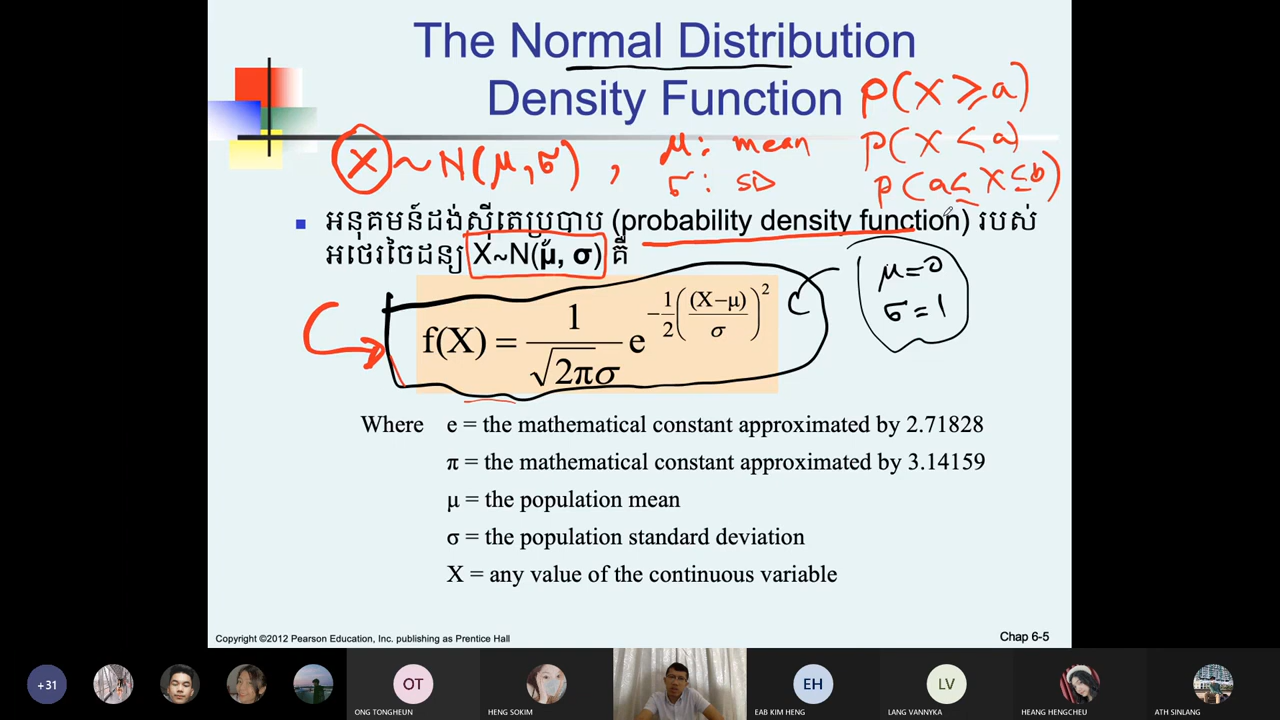 The Normal Distribution
Density Function
P(X ⩾ a)
X ~ N(μ, σ) , μ: mean
σ: SD
P(X < a)
P(a ≤ X ≤ b)
អនុគមន៍ដង់ស៊ីតេប្រូបាប (probability density function) របស់
អថេរចៃដន្យ X~N(μ, σ) គឺ
μ=0
σ=1
f(X) = 1/(√2πσ) e^(−1/2((X−μ)/σ)^2)
Where e = the mathematical constant approximated by 2.71828
π = the mathematical constant approximated by 3.14159
μ = the population mean
σ = the population standard deviation
X = any value of the continuous variable
Copyright ©2012 Pearson Education, Inc. publishing as Prentice Hall
Chap 6-5
+31
OT
EH
LV
ONG TONGHEUN
HENG SOKIM
EAB KIM HENG
LANG VANNYKA
HEANG HENGCHEU
ATH SINLANG